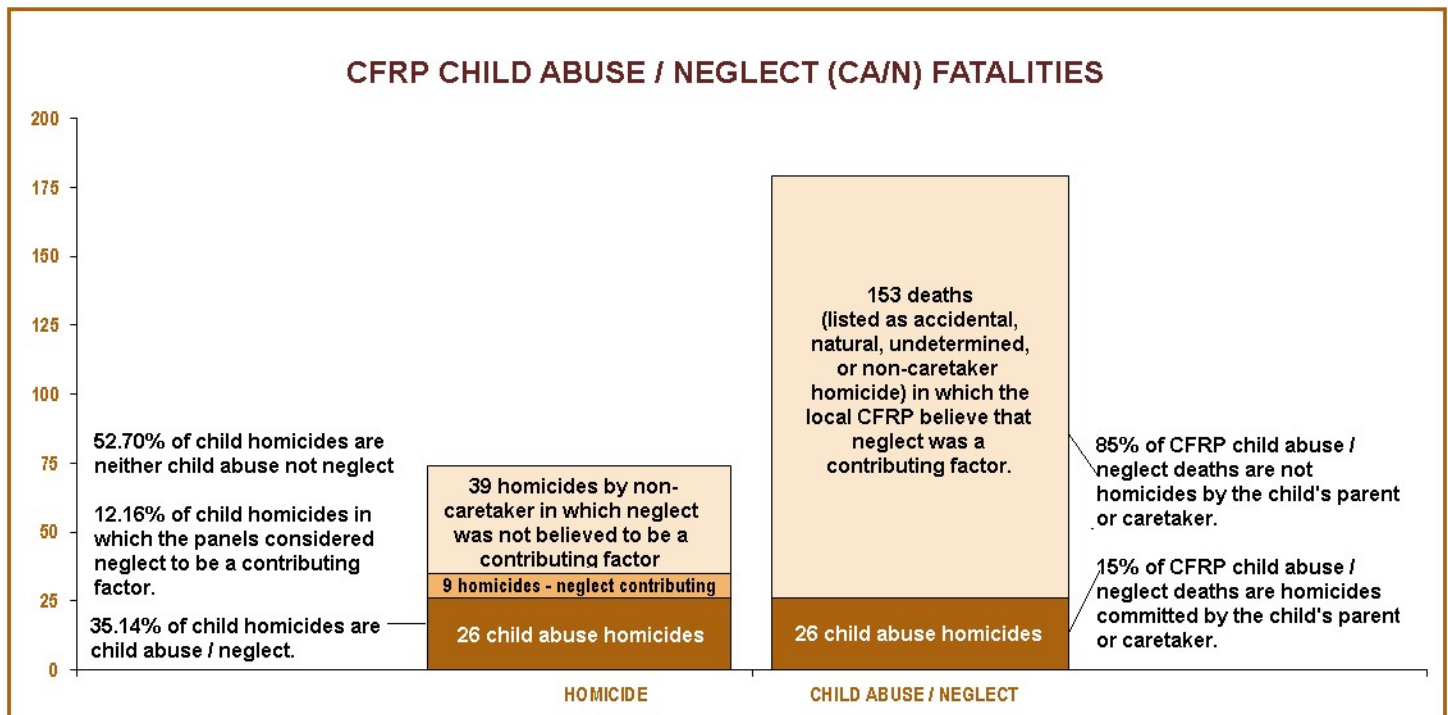 CFRP CHILD ABUSE / NEGLECT (CA/N) FATALITIES
200
175
150
125
100
75
50
25
0
52.70% of child homicides are
neither child abuse not neglect
12.16% of child homicides in
which the panels considered
neglect to be a contributing
factor.
35.14% of child homicides are
child abuse / neglect.
39 homicides by non-
caretaker in which neglect
was not believed to be a
contributing factor
9 homicides - neglect contributing
26 child abuse homicides
153 deaths
(listed as accidental,
natural, undetermined,
or non-caretaker
homicide) in which the
local CFRP believe that
neglect was a
contributing factor.
26 child abuse homicides
85% of CFRP child abuse /
neglect deaths are not
homicides by the child's parent
or caretaker.
15% of CFRP child abuse /
neglect deaths are homicides
committed by the child's parent
or caretaker.
HOMICIDE
CHILD ABUSE / NEGLECT